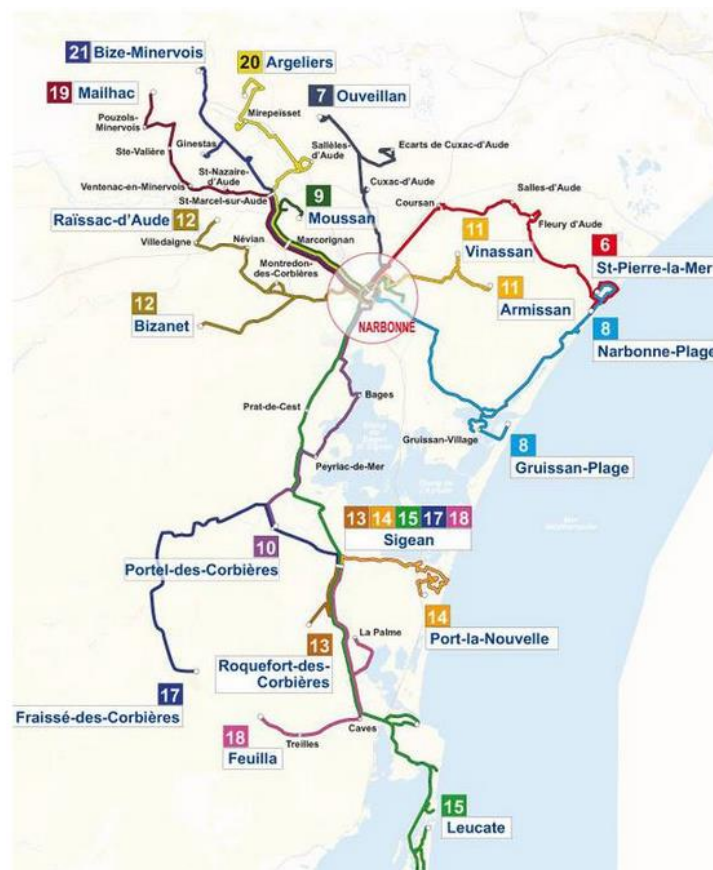 21 Bize-Minervois
20 Argeliers
19 Mailhac
7 Ouveillan
Mirepeïsset
Pouzols-
Minervois
Ecarts de Cuxac-d'Aude
Ste-Valière
Ginestas
Sallèles-
d'Aude
St-Nazaire-
d'Aude
Cuxac-d'Aude
Ventenac-en-Minervois
St-Marcel-sur-Aude
9
Moussan
Salles-d'Aude
Coursan
Fleury d'Aude
Raïssac-d'Aude 12
Villedaigne
Névian
Marcorignan
11
Vinassan
6
St-Pierre-la-Mer
Montredon-
des-Corbières
11
Armissan
12
Bizanet
NARBONNE
8
Narbonne-Plage
Bages
Prat-de-Cest
Gruissan-Village
8
Gruissan-Plage
Peyriac-de-Mer
13 14 15 17 18
Sigean
10
Portel-des-Corbières
14
Port-la-Nouvelle
La Palme
13
Roquefort-des-
Corbières
17
Fraissé-des-Corbières
18
Feuilla
Treilles
Caves
15
Leucate